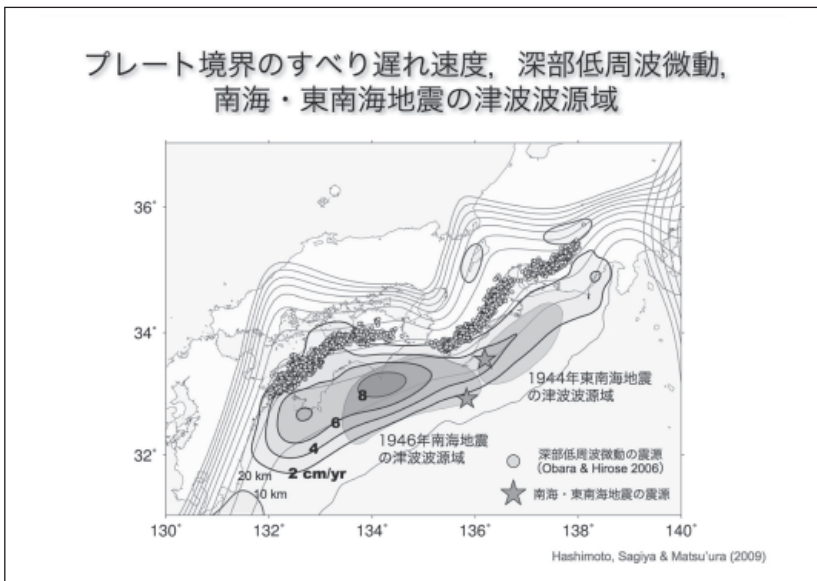 プレート境界のすべり遅れ速度，深部低周波微動，
南海・東南海地震の津波波源域
36°
34°
32°
130°
132°
134°
136°
138°
140°
8
6
4
2 cm/yr
20 km
10 km
1944年東南海地震
の津波波源域
1946年南海地震
の津波波源域
深部低周波微動の震源
(Obara & Hirose 2006)
南海・東南海地震の震源
Hashimoto, Sagiya & Matsu'ura (2009)